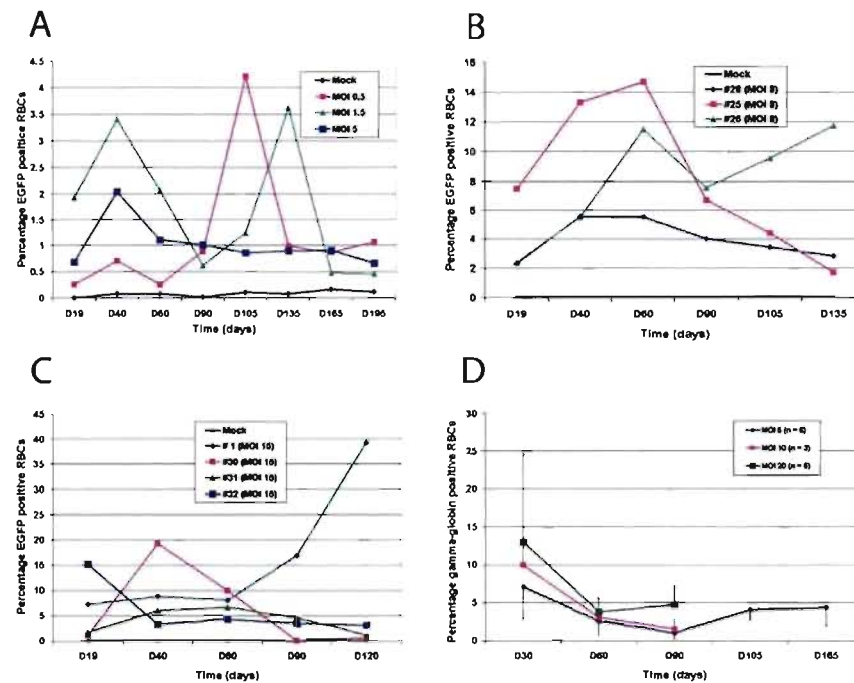 A
Percentage EGFP positive RBCs
4.5
4
3.5
3
2.5
2
1.5
1
0.5
0
Mock
MOI 0.5
MOI 1.5
MOI 5
D19 D40 D60 D90 D105 D135 D165 D195
Time (days)
B
Percentage EGFP positive RBCs
16
14
12
10
8
6
4
2
0
Mock
#28 (MOI 8)
#25 (MOI 8)
#26 (MOI 8)
D19 D40 D60 D90 D105 D135
Time (days)
C
Percentage EGFP positive RBCs
45
40
35
30
25
20
15
10
5
0
Mock
# 1 (MOI 15)
#30 (MOI 15)
#31 (MOI 15)
#32 (MOI 15)
D19 D40 D60 D90 D120
Time (days)
D
Percentage gamma-globin positive RBCs
30
25
20
15
10
5
0
MOI 5 (n = 6)
MOI 10 (n = 3)
MOI 20 (n = 5)
D30 D60 D90 D105 D165
Time (days)